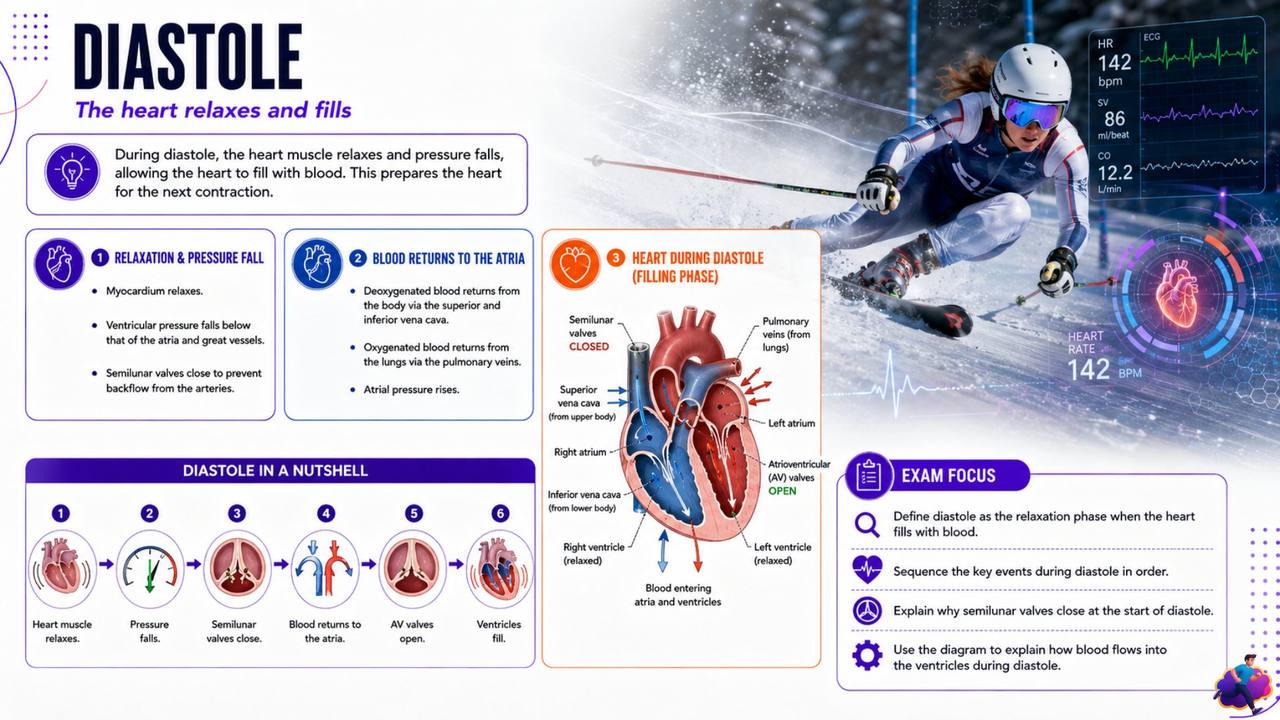 DIASTOLE
The heart relaxes and fills
During diastole, the heart muscle relaxes and pressure falls,
allowing the heart to fill with blood. This prepares the heart
for the next contraction.
1 RELAXATION & PRESSURE FALL
• Myocardium relaxes.
• Ventricular pressure falls below
that of the atria and great vessels.
• Semilunar valves close to prevent
backflow from the arteries.
2 BLOOD RETURNS TO THE ATRIA
• Deoxygenated blood returns from
the body via the superior and
inferior vena cava.
• Oxygenated blood returns from
the lungs via the pulmonary veins.
• Atrial pressure rises.
3 HEART DURING DIASTOLE
(FILLING PHASE)
Semilunar
valves
CLOSED
Pulmonary
veins (from
lungs)
Superior
vena cava
(from upper body)
Left atrium
Right atrium
Atrioventricular
(AV) valves
OPEN
Inferior vena cava
(from lower body)
Right ventricle
(relaxed)
Left ventricle
(relaxed)
Blood entering
atria and ventricles
DIASTOLE IN A NUTSHELL
1
Heart muscle
relaxes.
2
Pressure
falls.
3
Semilunar
valves close.
4
Blood returns to
the atria.
5
AV valves
open.
6
Ventricles
fill.
HR
142
bpm
ECG
SV
86
ml/beat
CO
12.2
L/min
HEART
RATE
142 BPM
EXAM FOCUS
Define diastole as the relaxation phase when the heart
fills with blood.
Sequence the key events during diastole in order.
Explain why semilunar valves close at the start of diastole.
Use the diagram to explain how blood flows into
the ventricles during diastole.